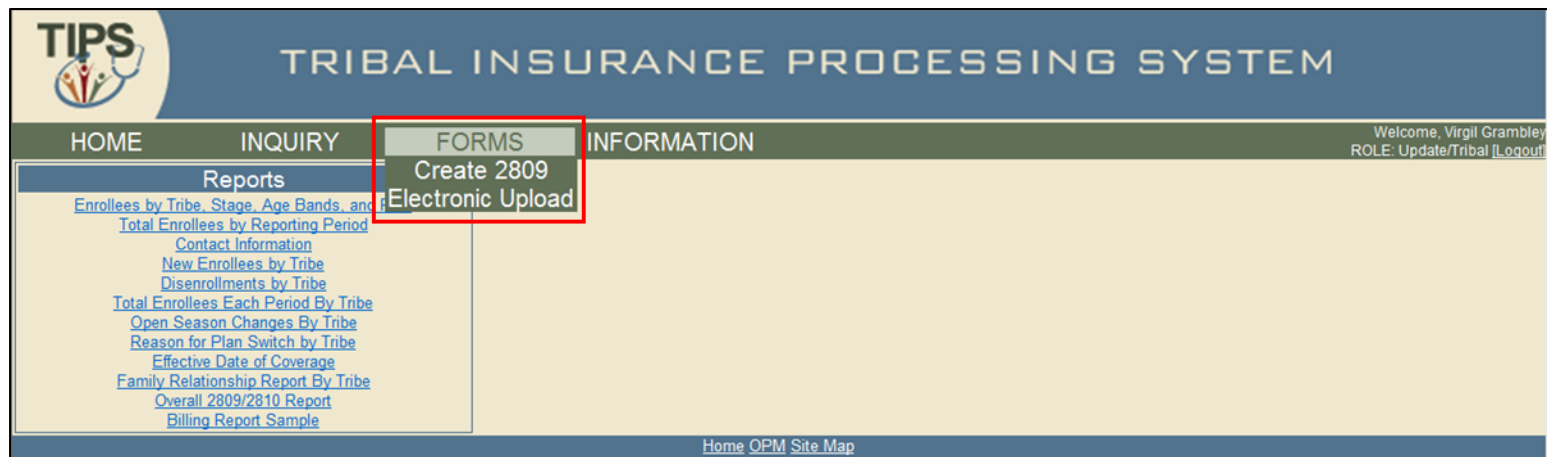 TIPS
TRIBAL INSURANCE PROCESSING SYSTEM
HOME INQUIRY FORMS INFORMATION
Welcome, Virgil Grambley
ROLE: Update/Tribal [Logout]
Create 2809
Electronic Upload
Reports
Enrollees by Tribe, Stage, Age Bands, and
Total Enrollees by Reporting Period
Contact Information
New Enrollees by Tribe
Disenrollments by Tribe
Total Enrollees Each Period By Tribe
Open Season Changes By Tribe
Reason for Plan Switch by Tribe
Effective Date of Coverage
Family Relationship Report By Tribe
Overall 2809/2810 Report
Billing Report Sample
Home OPM Site Map